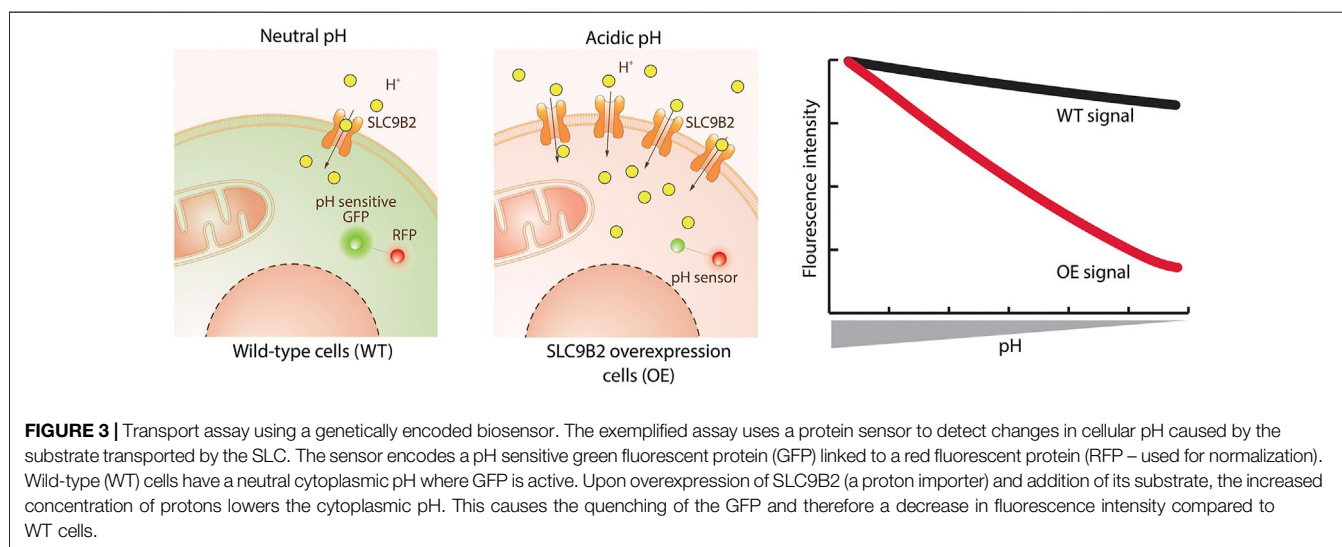 Neutral pH
H+
SLC9B2
pH sensitive
GFP
RFP
Wild-type cells (WT)
Acidic pH
H+
SLC9B2
pH sensor
SLC9B2 overexpression
cells (OE)
Flourescence intensity
WT signal
OE signal
pH
FIGURE 3 | Transport assay using a genetically encoded biosensor. The exemplified assay uses a protein sensor to detect changes in cellular pH caused by the
substrate transported by the SLC. The sensor encodes a pH sensitive green fluorescent protein (GFP) linked to a red fluorescent protein (RFP – used for normalization).
Wild-type (WT) cells have a neutral cytoplasmic pH where GFP is active. Upon overexpression of SLC9B2 (a proton importer) and addition of its substrate, the increased
concentration of protons lowers the cytoplasmic pH. This causes the quenching of the GFP and therefore a decrease in fluorescence intensity compared to
WT cells.